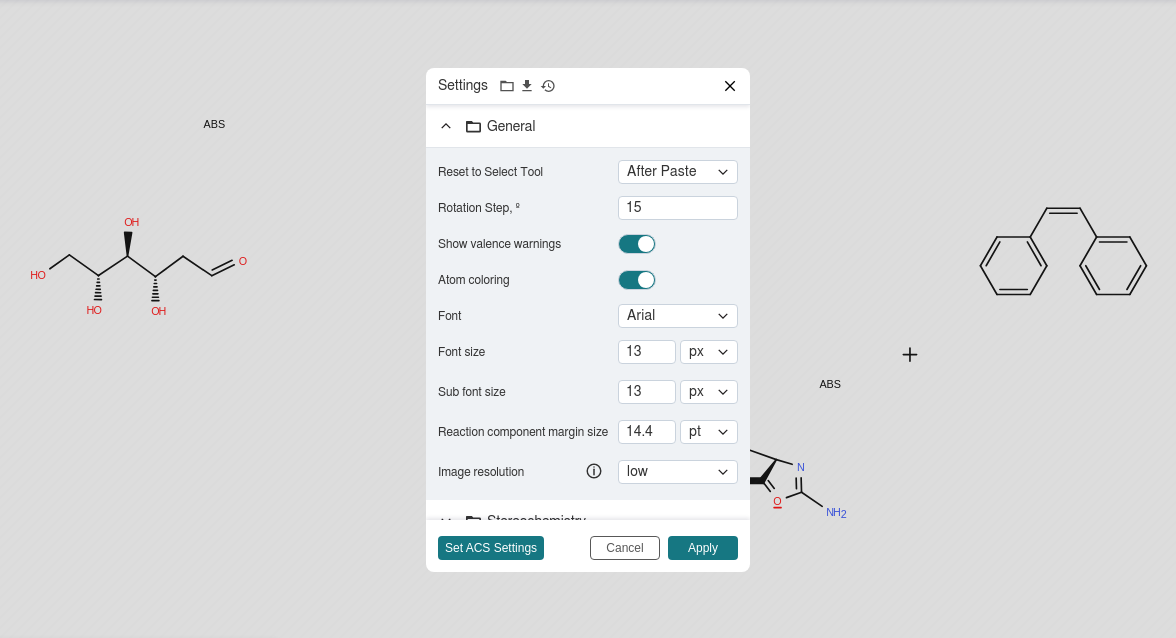 Settings
General
Reset to Select Tool After Paste
Rotation Step, º 15
Show valence warnings
Atom coloring
Font Arial
Font size 13 px
Sub font size 13 px
Reaction component margin size 14.4 pt
Image resolution low
Stereochemistry
Set ACS Settings Cancel Apply
ABS
OH
HO
O
HO
OH
+
ABS
N
O
NH2